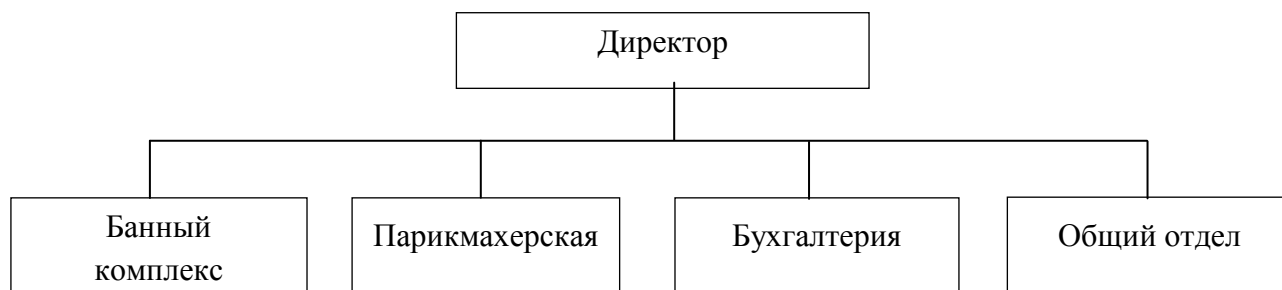 Директор
Банный
комплекс
Парикмахерская
Бухгалтерия
Общий отдел